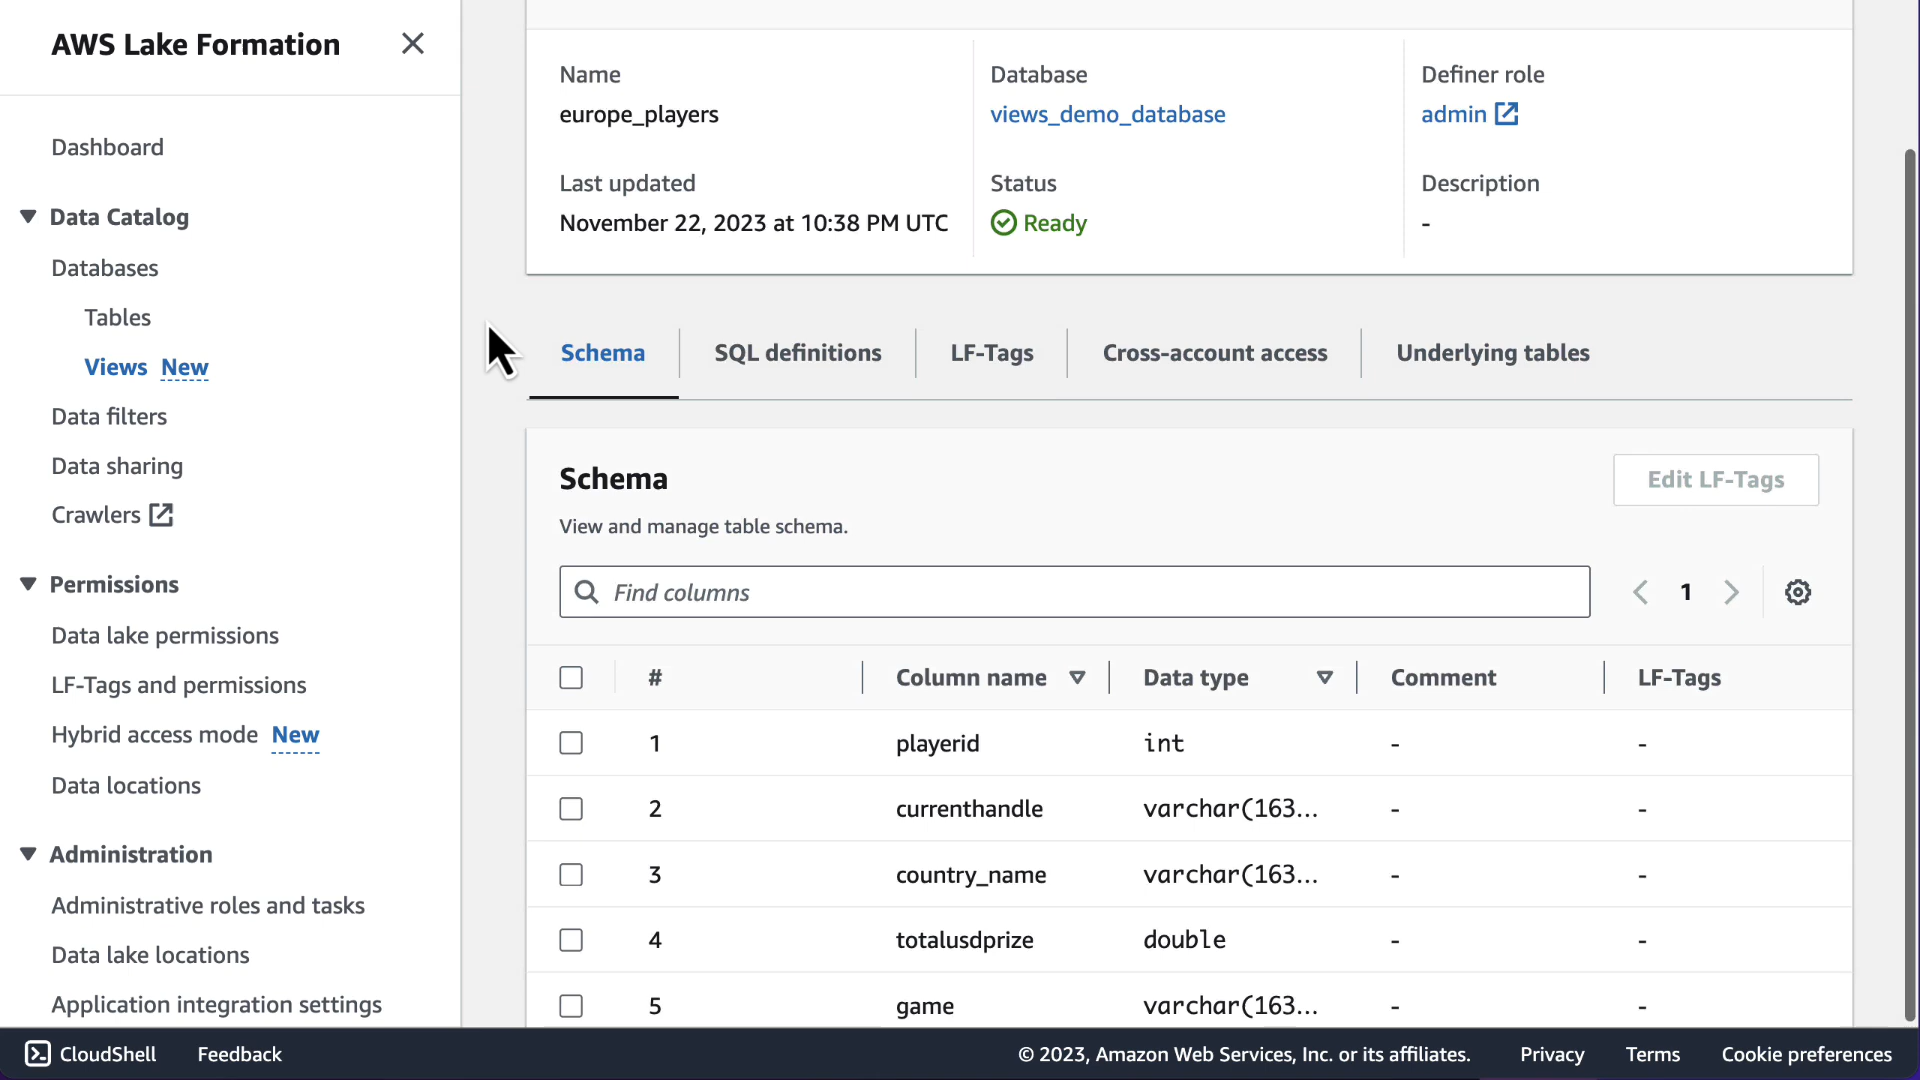 AWS Lake Formation
Dashboard
Data Catalog
Databases
Tables
Views New
Data filters
Data sharing
Crawlers
Permissions
Data lake permissions
LF-Tags and permissions
Hybrid access mode New
Data locations
Administration
Administrative roles and tasks
Data lake locations
Application integration settings
Name
europe_players
Database
views_demo_database
Definer role
admin
Last updated
November 22, 2023 at 10:38 PM UTC
Status
Ready
Description
-
Schema SQL definitions LF-Tags Cross-account access Underlying tables
Schema
Edit LF-Tags
View and manage table schema.
Find columns
1
# Column name Data type Comment LF-Tags
1 playerid int - -
2 currenthandle varchar(163... - -
3 country_name varchar(163... - -
4 totalusdprize double - -
5 game varchar(163... - -
CloudShell Feedback © 2023, Amazon Web Services, Inc. or its affiliates. Privacy Terms Cookie preferences